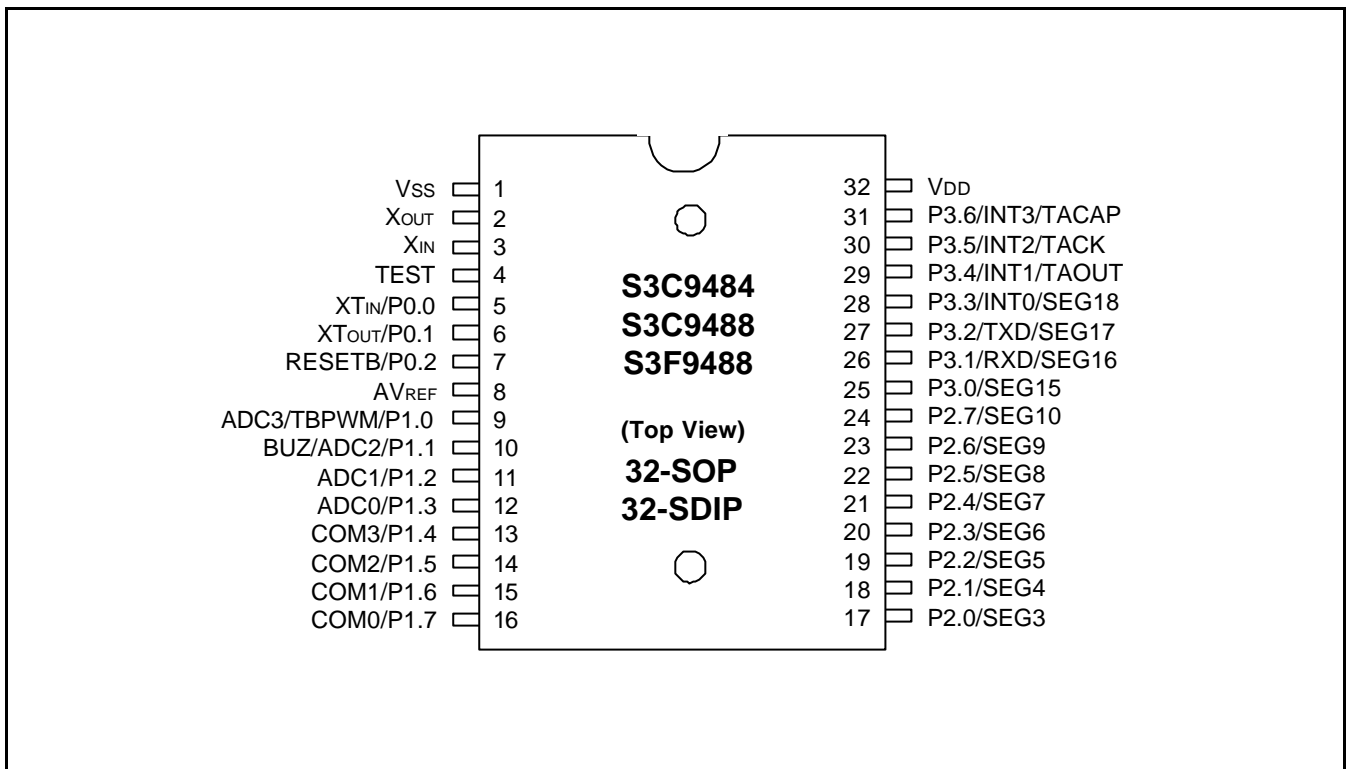 VSS 1
XOUT 2
XIN 3
TEST 4
XTIN/P0.0 5
XTOUT/P0.1 6
RESETB/P0.2 7
AVREF 8
ADC3/TBPWM/P1.0 9
BUZ/ADC2/P1.1 10
ADC1/P1.2 11
ADC0/P1.3 12
COM3/P1.4 13
COM2/P1.5 14
COM1/P1.6 15
COM0/P1.7 16
S3C9484
S3C9488
S3F9488
(Top View)
32-SOP
32-SDIP
32 VDD
31 P3.6/INT3/TACAP
30 P3.5/INT2/TACK
29 P3.4/INT1/TAOUT
28 P3.3/INT0/SEG18
27 P3.2/TXD/SEG17
26 P3.1/RXD/SEG16
25 P3.0/SEG15
24 P2.7/SEG10
23 P2.6/SEG9
22 P2.5/SEG8
21 P2.4/SEG7
20 P2.3/SEG6
19 P2.2/SEG5
18 P2.1/SEG4
17 P2.0/SEG3